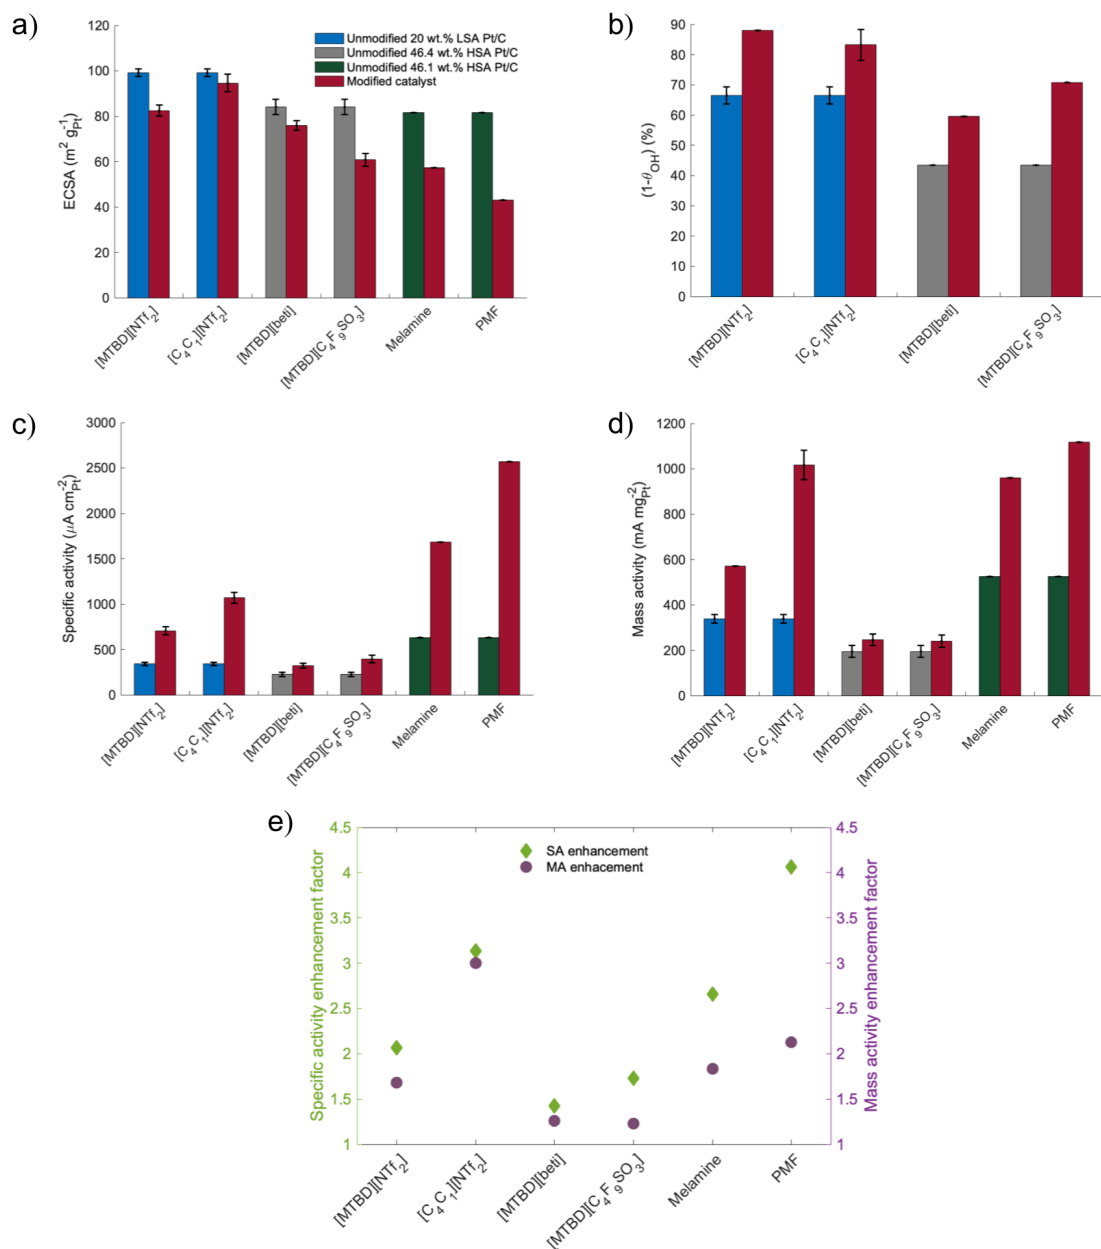 a)
120
100
80
60
40
20
0
ECSA (m² g⁻¹Pt)
Unmodified 20 wt.% LSA Pt/C
Unmodified 46.4 wt.% HSA Pt/C
Unmodified 46.1 wt.% HSA Pt/C
Modified catalyst
[MTBD][NTf₂]
[C₄C₁][NTf₂]
[MTBD][beti]
[MTBD][C₄F₉SO₃]
Melamine
PMF
b)
90
80
70
60
50
40
30
20
10
0
(1-θOH) (%)
[MTBD][NTf₂]
[C₄C₁][NTf₂]
[MTBD][beti]
[MTBD][C₄F₉SO₃]
c)
3000
2500
2000
1500
1000
500
0
Specific activity (μA cm⁻²Pt)
[MTBD][NTf₂]
[C₄C₁][NTf₂]
[MTBD][beti]
[MTBD][C₄F₉SO₃]
Melamine
PMF
d)
1200
1000
800
600
400
200
0
Mass activity (mA mg⁻²Pt)
[MTBD][NTf₂]
[C₄C₁][NTf₂]
[MTBD][beti]
[MTBD][C₄F₉SO₃]
Melamine
PMF
e)
4.5
4
3.5
3
2.5
2
1.5
1
Specific activity enhancement factor
SA enhancement
MA enhacement
4.5
4
3.5
3
2.5
2
1.5
1
Mass activity enhancement factor
[MTBD][NTf₂]
[C₄C₁][NTf₂]
[MTBD][beti]
[MTBD][C₄F₉SO₃]
Melamine
PMF